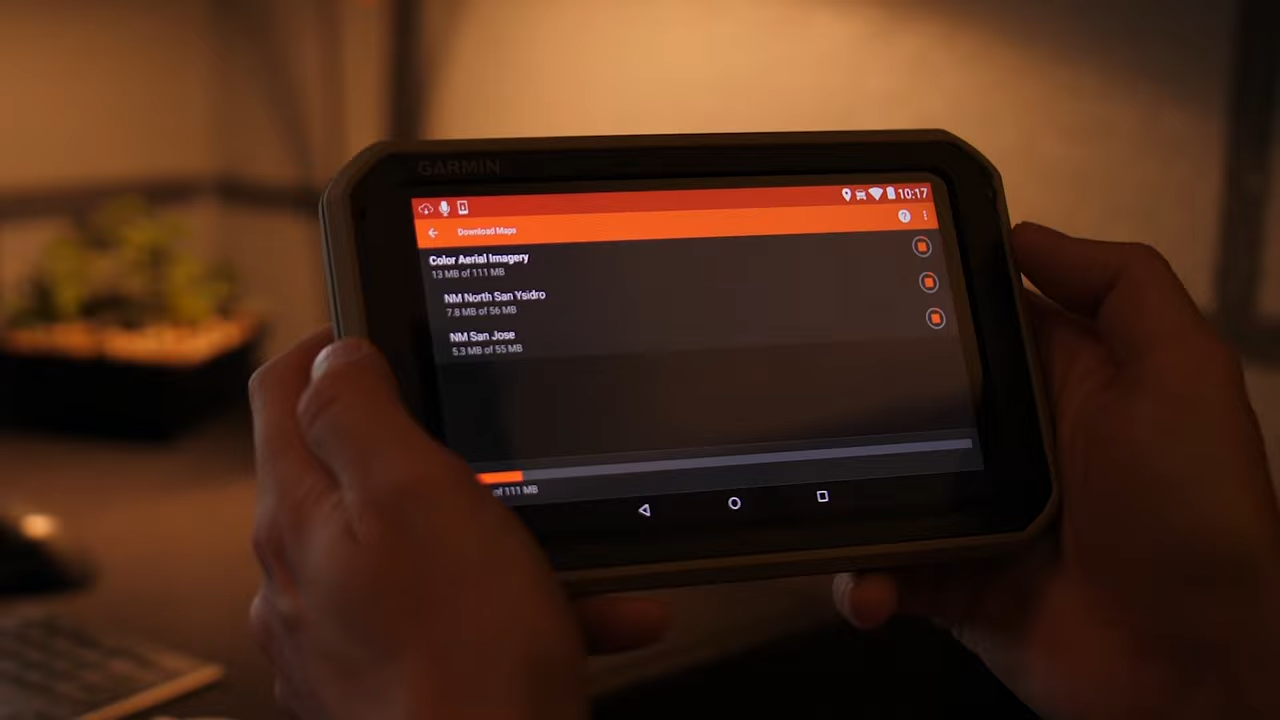 GARMIN
10:17
Download Maps
?
Color Aerial Imagery
13 MB of 111 MB
NM North San Ysidro
7.8 MB of 56 MB
NM San Jose
5.3 MB of 55 MB
of 111 MB